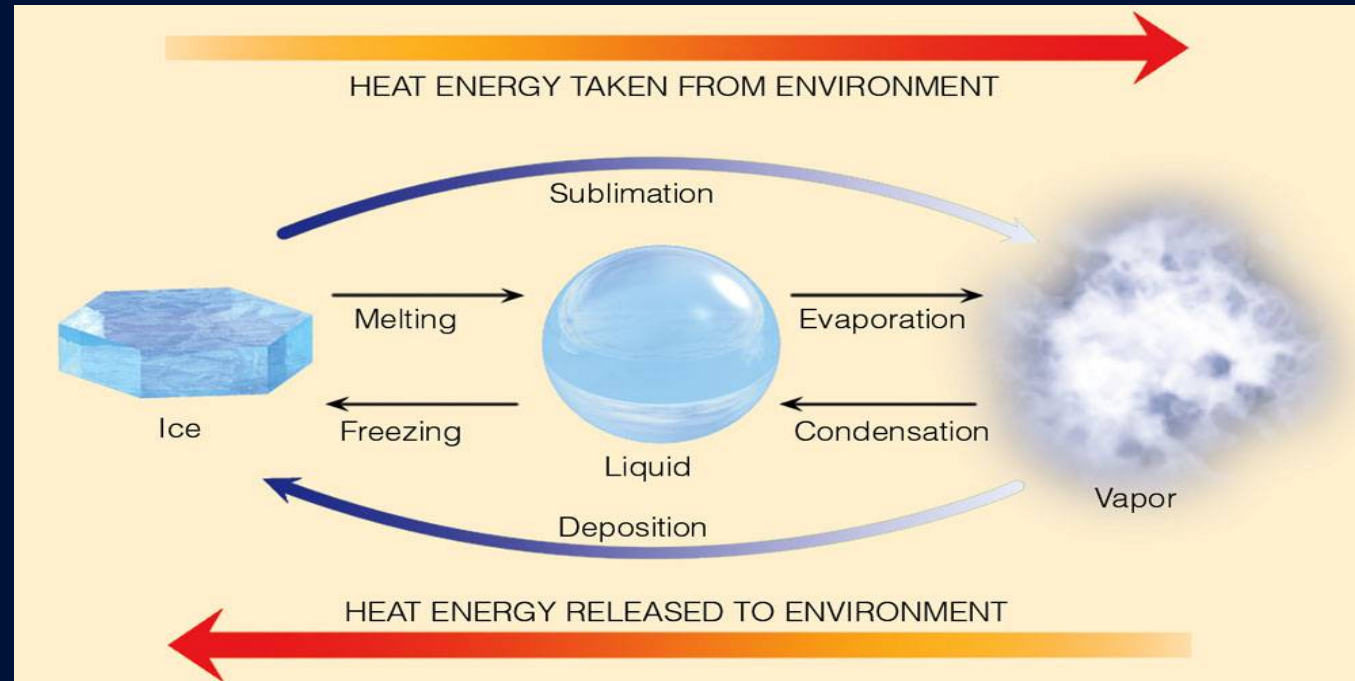 HEAT ENERGY TAKEN FROM ENVIRONMENT
Sublimation
Melting
Evaporation
Ice
Freezing
Liquid
Condensation
Vapor
Deposition
HEAT ENERGY RELEASED TO ENVIRONMENT